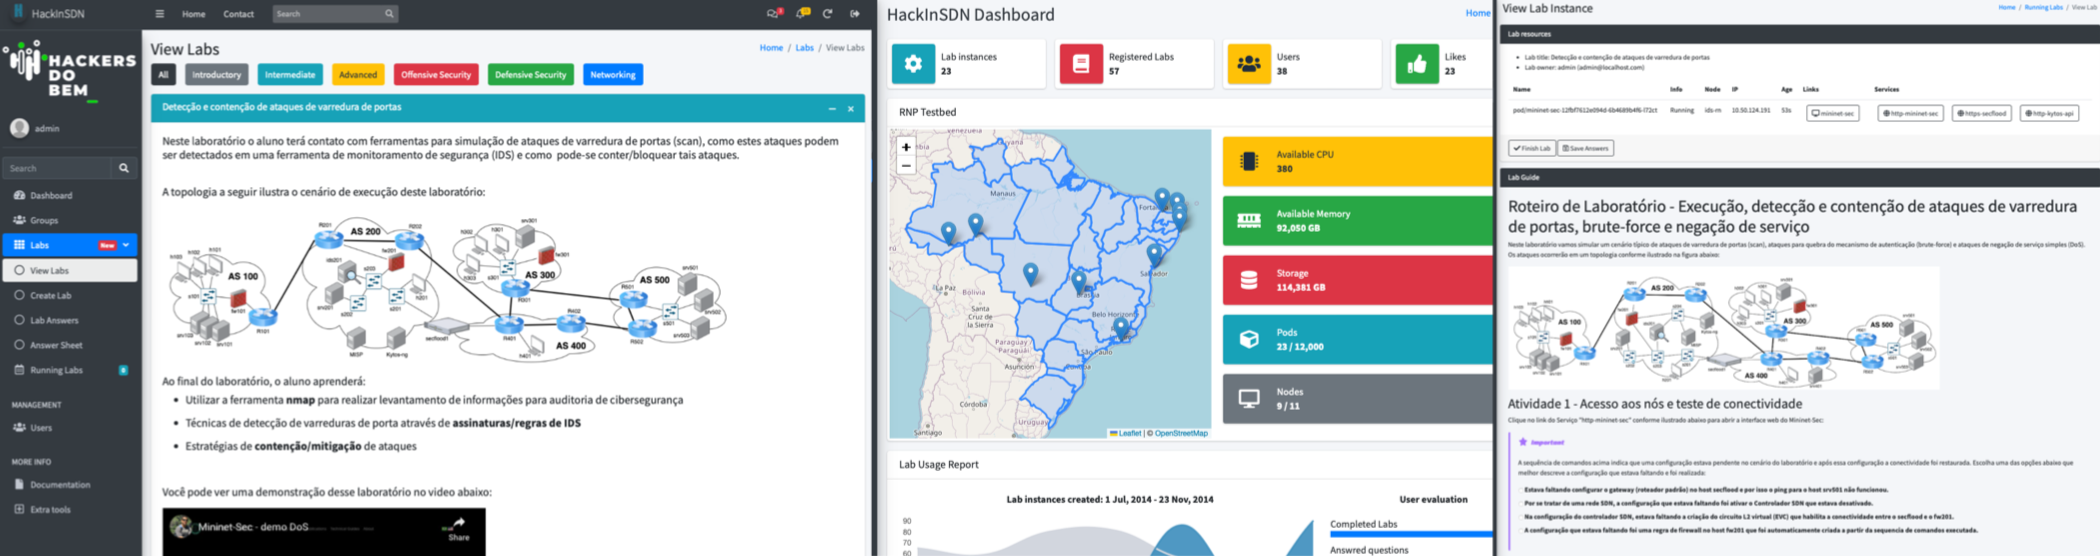 HackInSDN
Home
Contact
Search
3
HACKERS
DO
BEM
admin
Search
Dashboard
Groups
Labs
New
View Labs
Create Lab
Lab Answers
Answer Sheet
Running Labs
MANAGEMENT
Users
MORE INFO
Documentation
Extra tools
View Labs
Home / Labs / View Labs
All
Introductory
Intermediate
Advanced
Offensive Security
Defensive Security
Networking
Detecção e contenção de ataques de varredura de portas
Neste laboratório o aluno terá contato com ferramentas para simulação de ataques de varredura de portas (scan), como estes ataques podem
ser detectados em uma ferramenta de monitoramento de segurança (IDS) e como pode-se conter/bloquear tais ataques.
A topologia a seguir ilustra o cenário de execução deste laboratório:
AS 100
AS 200
AS 300
AS 400
AS 500
R101
R201
R202
R301
R401
R402
R501
R502
MISP
Kytos-ng
secflood1
Ao final do laboratório, o aluno aprenderá:
Utilizar a ferramenta nmap para realizar levantamento de informações para auditoria de cibersegurança
Técnicas de detecção de varreduras de porta através de assinaturas/regras de IDS
Estratégias de contenção/mitigação de ataques
Você pode ver uma demonstração desse laboratório no video abaixo:
Mininet-Sec - demo DoS
Share
HackInSDN Dashboard
Home
Lab instances
23
Registered Labs
57
Users
38
Likes
23
RNP Testbed
+
−
Manaus
Fortal
Salvador
Brasília
Belo Horizon
São Paulo
La Paz
Bolivia
Santa
Cruz de
la Sierra
Paraguay
Paraguái
Asunción
Córdoba
Uruguay
Santiago
Leaflet | © OpenStreetMap
Available CPU
380
Available Memory
92,050 GB
Storage
114,381 GB
Pods
23 / 12,000
Nodes
9 / 11
Lab Usage Report
Lab instances created: 1 Jul, 2014 - 23 Nov, 2014
90
80
70
60
User evaluation
Completed Labs
Answred questions
View Lab Instance
Home / Running Labs / View Lab
Lab resources
Lab title: Detecção e contenção de ataques de varredura de portas
Lab owner: admin (admin@localhost.com)
Name Info Node IP Age Links Services
Running ids-rn 10.50.124.191 53s mininet-sec http-mininet-sec https-secflood http-kytos-api
Finish Lab
Save Answers
Lab Guide
Roteiro de Laboratório - Execução, detecção e contenção de ataques de varredura
de portas, brute-force e negação de serviço
Neste laboratório vamos simular um cenário típico de ataques de varredura de portas (scan), ataques para quebra do mecanismo de autenticação (brute-force) e ataques de negação de serviço simples (DoS).
Os ataques ocorrerão em um topologia conforme ilustrado na figura abaixo:
AS 100
AS 200
AS 300
AS 400
AS 500
Atividade 1 - Acesso aos nós e teste de conectividade
Clique no link do Serviço "http-mininet-sec" conforme ilustrado abaixo para abrir a interface web do Mininet-Sec:
Important
A sequência de comandos acima indica que uma configuração estava pendente no cenário do laboratório e após essa configuração a conectividade foi restaurada. Escolha uma das opções abaixo que
melhor descreve a configuração que estava faltando e foi realizada:
Estava faltando configurar o gateway (roteador padrão) no host secflood e por isso o ping para o host srv501 não funcionou.
Por se tratar de uma rede SDN, a configuração que estava faltando foi ativar o Controlador SDN que estava desativado.
Na configuração do controlador SDN, estava faltando a criação do circuito L2 virtual (EVC) que habilita a conectividade entre o secflood e o fw201.
A configuração que estava faltando foi uma regra de firewall no host fw201 que foi automaticamente criada a partir da sequencia de comandos executada.